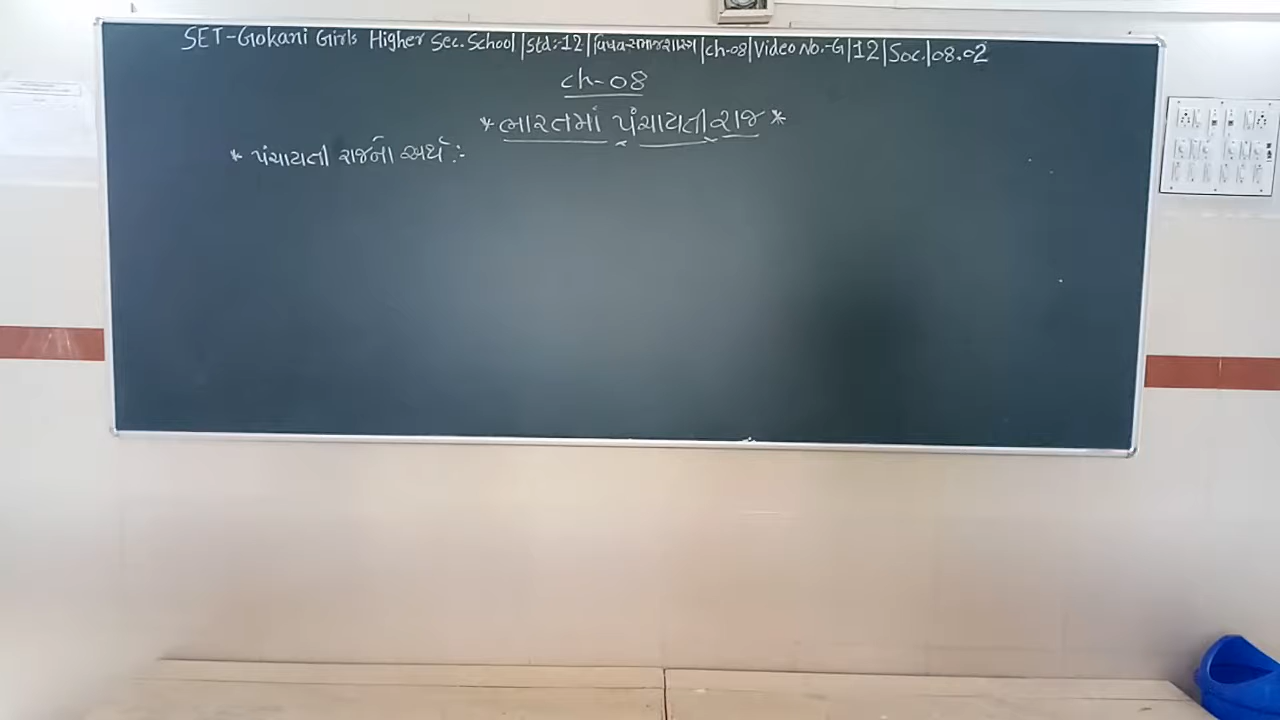 SET-Gokani Girls Higher Sec. School | Std:-12 | વિષય-સમાજશાસ્ત્ર | ch-08 | Video No.-G|12|Soc.|08.02
ch-08
* ભારતમાં પંચાયતી રાજ *
* પંચાયતી રાજનો અર્થ :-